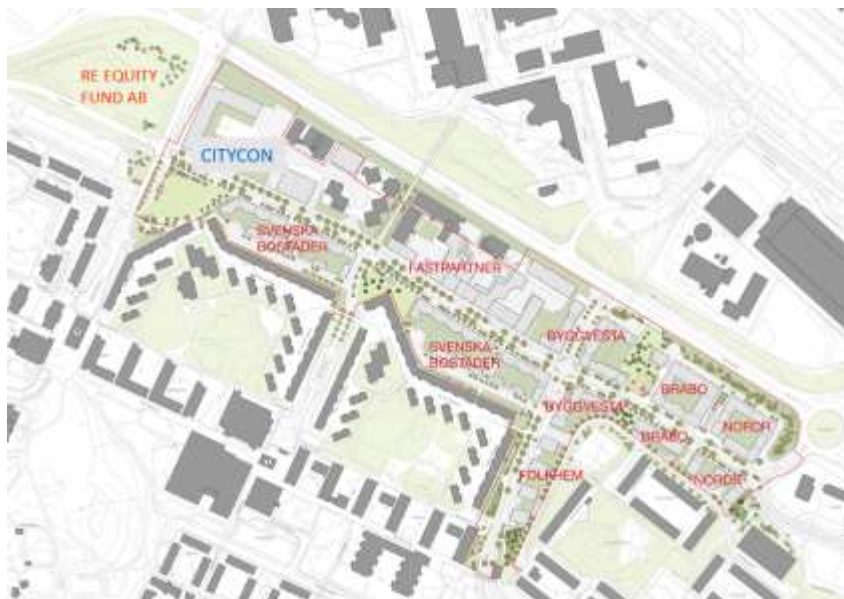 RE EQUITY
FUND AB
CITYCON
SVENSKA
BOSTÄDER
FASTPARTNER
SVENSKA
BOSTÄDER
BYGGVESTA
BYGGVESTA
BRABO
NORDR
BRABO
NORDR
FOLKHEM